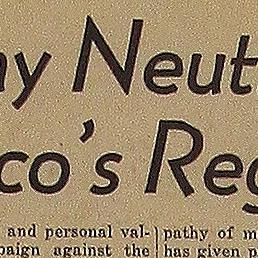 ny Neut
co's Reg
and personal val- pathy of m
paign against the has given p